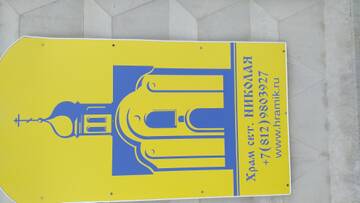 Храм свт. НИКОЛАЯ
+7(812)9803927
www.hramik.ru